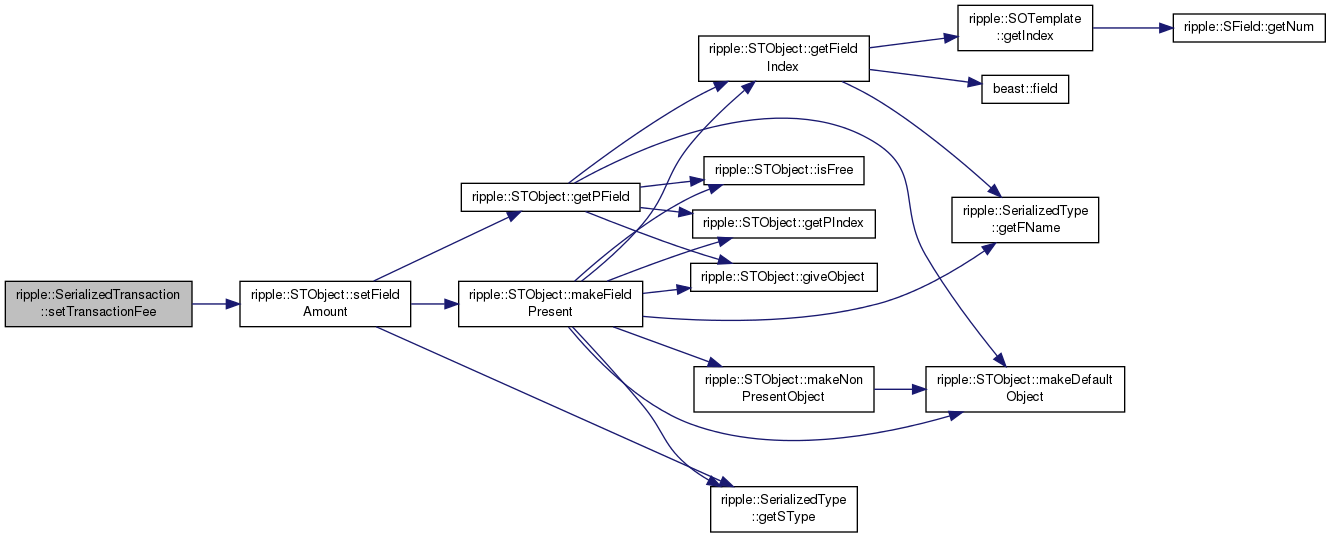 ripple::SerializedTransaction
::setTransactionFee
ripple::STObject::setField
Amount
ripple::STObject::getPField
ripple::STObject::makeField
Present
ripple::STObject::getField
Index
ripple::STObject::isFree
ripple::STObject::getPIndex
ripple::STObject::giveObject
ripple::STObject::makeNon
PresentObject
ripple::SerializedType
::getSType
ripple::SOTemplate
::getIndex
beast::field
ripple::SerializedType
::getFName
ripple::STObject::makeDefault
Object
ripple::SField::getNum